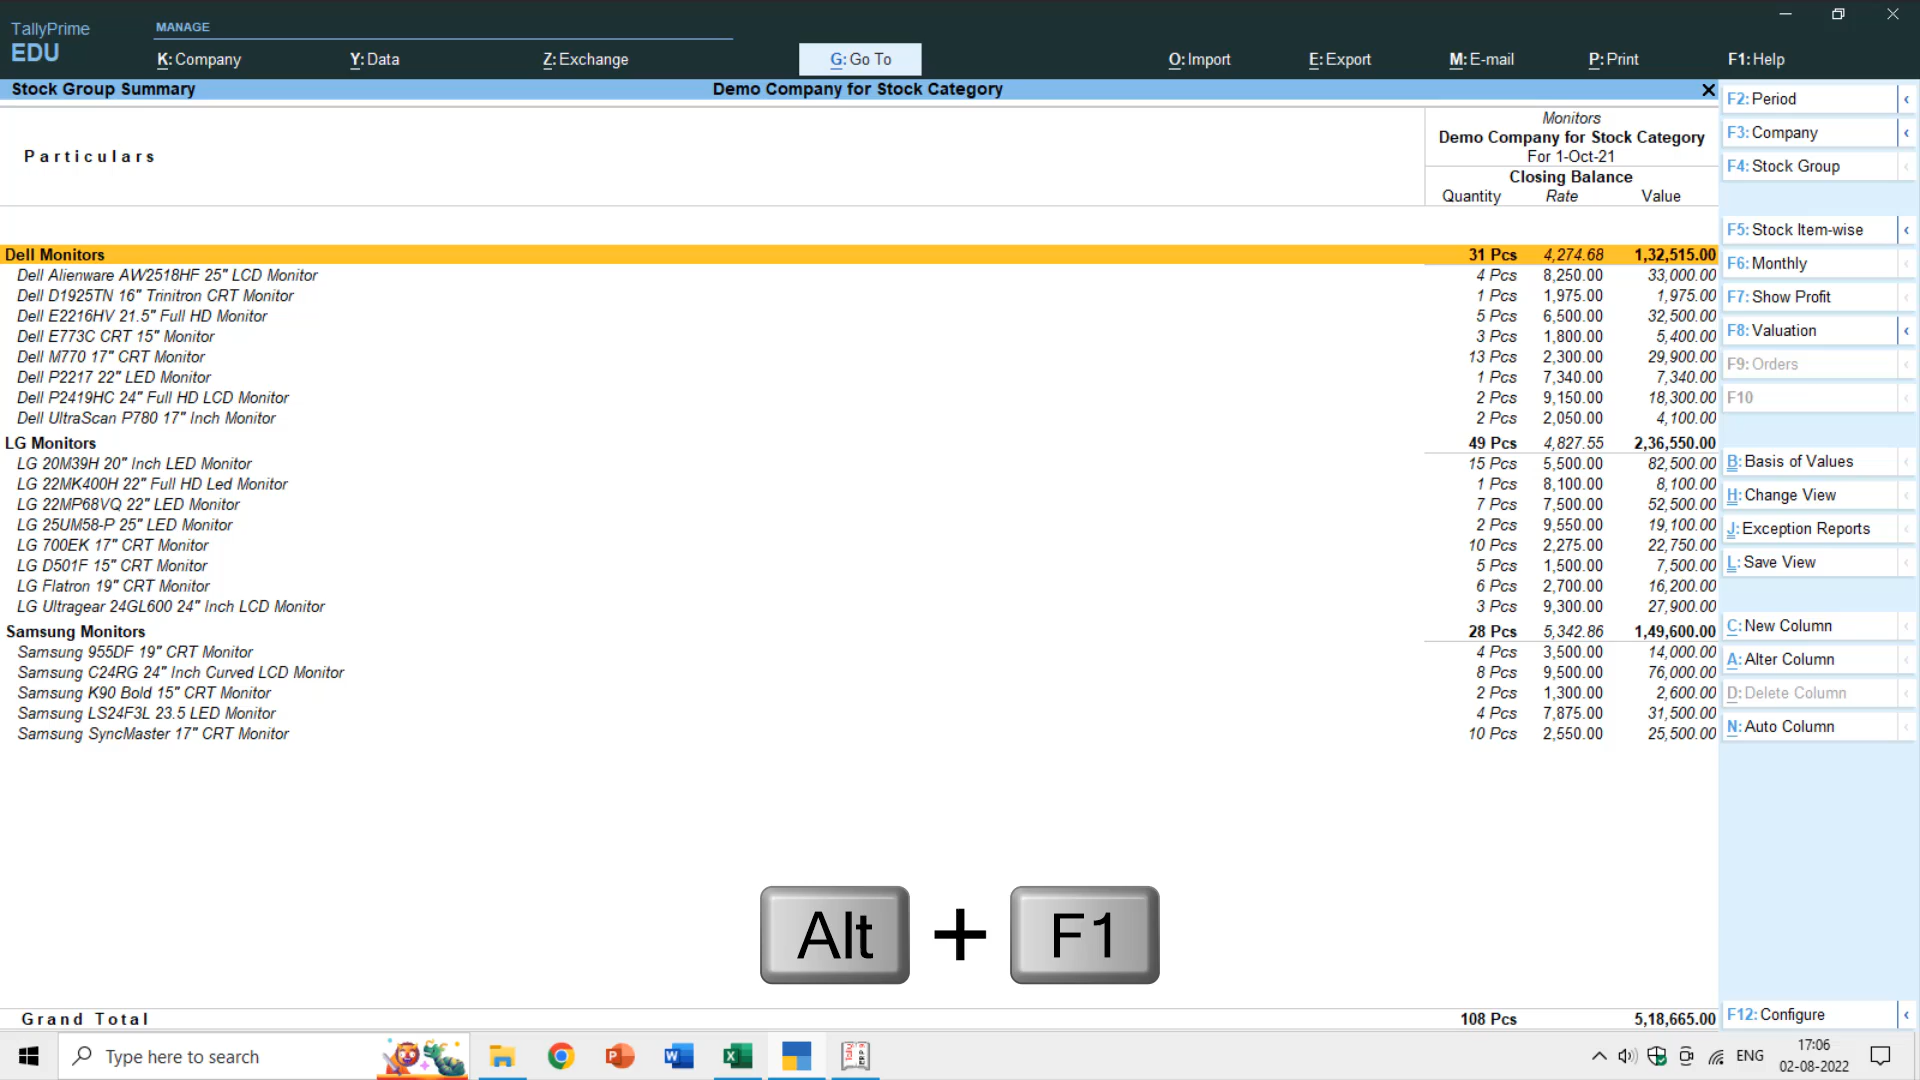 TallyPrime
EDU
MANAGE
K: Company
Y: Data
Z: Exchange
G: Go To
O: Import
E: Export
M: E-mail
P: Print
F1: Help
Stock Group Summary
Demo Company for Stock Category
Particulars
Monitors
Demo Company for Stock Category
For 1-Oct-21
Closing Balance
Quantity Rate Value
Dell Monitors 31 Pcs 4,274.68 1,32,515.00
Dell Alienware AW2518HF 25" LCD Monitor 4 Pcs 8,250.00 33,000.00
Dell D1925TN 16" Trinitron CRT Monitor 1 Pcs 1,975.00 1,975.00
Dell E2216HV 21.5" Full HD Monitor 5 Pcs 6,500.00 32,500.00
Dell E773C CRT 15" Monitor 3 Pcs 1,800.00 5,400.00
Dell M770 17" CRT Monitor 13 Pcs 2,300.00 29,900.00
Dell P2217 22" LED Monitor 1 Pcs 7,340.00 7,340.00
Dell P2419HC 24" Full HD LCD Monitor 2 Pcs 9,150.00 18,300.00
Dell UltraScan P780 17" Inch Monitor 2 Pcs 2,050.00 4,100.00
LG Monitors 49 Pcs 4,827.55 2,36,550.00
LG 20M39H 20" Inch LED Monitor 15 Pcs 5,500.00 82,500.00
LG 22MK400H 22" Full HD Led Monitor 1 Pcs 8,100.00 8,100.00
LG 22MP68VQ 22" LED Monitor 7 Pcs 7,500.00 52,500.00
LG 25UM58-P 25" LED Monitor 2 Pcs 9,550.00 19,100.00
LG 700EK 17" CRT Monitor 10 Pcs 2,275.00 22,750.00
LG D501F 15" CRT Monitor 5 Pcs 1,500.00 7,500.00
LG Flatron 19" CRT Monitor 6 Pcs 2,700.00 16,200.00
LG Ultragear 24GL600 24" Inch LCD Monitor 3 Pcs 9,300.00 27,900.00
Samsung Monitors 28 Pcs 5,342.86 1,49,600.00
Samsung 955DF 19" CRT Monitor 4 Pcs 3,500.00 14,000.00
Samsung C24RG 24" Inch Curved LCD Monitor 8 Pcs 9,500.00 76,000.00
Samsung K90 Bold 15" CRT Monitor 2 Pcs 1,300.00 2,600.00
Samsung LS24F3L 23.5 LED Monitor 4 Pcs 7,875.00 31,500.00
Samsung SyncMaster 17" CRT Monitor 10 Pcs 2,550.00 25,500.00
Alt + F1
Grand Total 108 Pcs 5,18,665.00
F2: Period
F3: Company
F4: Stock Group
F5: Stock Item-wise
F6: Monthly
F7: Show Profit
F8: Valuation
F9: Orders
F10
B: Basis of Values
H: Change View
J: Exception Reports
L: Save View
C: New Column
A: Alter Column
D: Delete Column
N: Auto Column
F12: Configure
Type here to search
ENG
17:06
02-08-2022